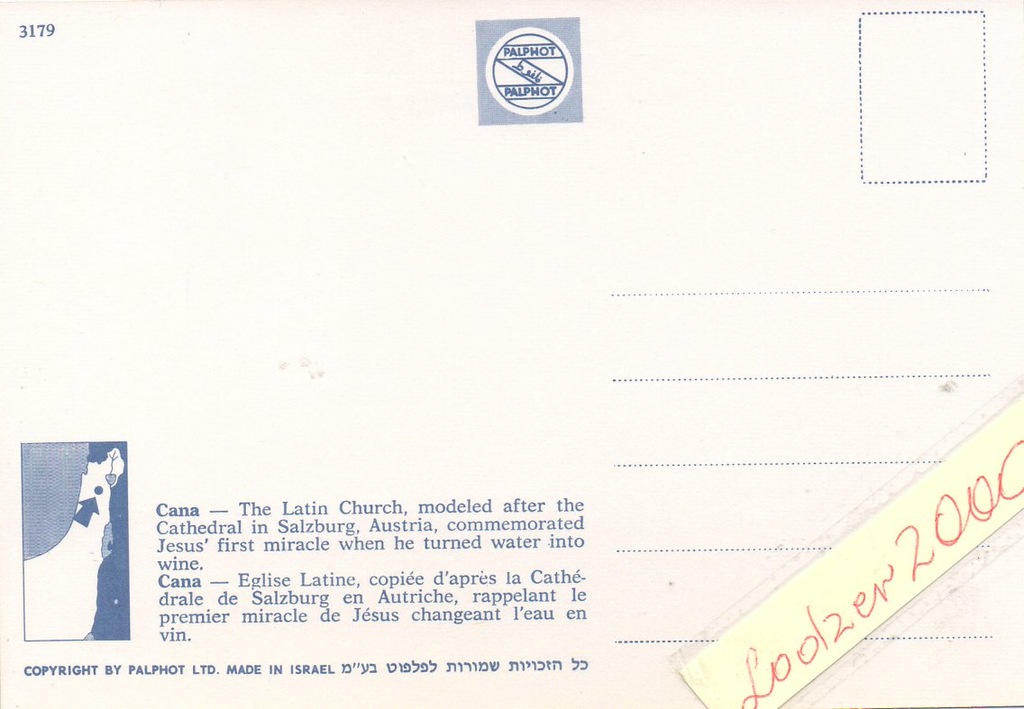 3179
PALPHOT
PALPHOT
Cana — The Latin Church, modeled after the
Cathedral in Salzburg, Austria, commemorated
Jesus' first miracle when he turned water into
wine.
Cana — Eglise Latine, copiée d'après la Cathé-
drale de Salzburg en Autriche, rappelant le
premier miracle de Jésus changeant l'eau en
vin.
COPYRIGHT BY PALPHOT LTD. MADE IN ISRAEL כל הזכויות שמורות לפלפוט בע"מ
Lodzer2000